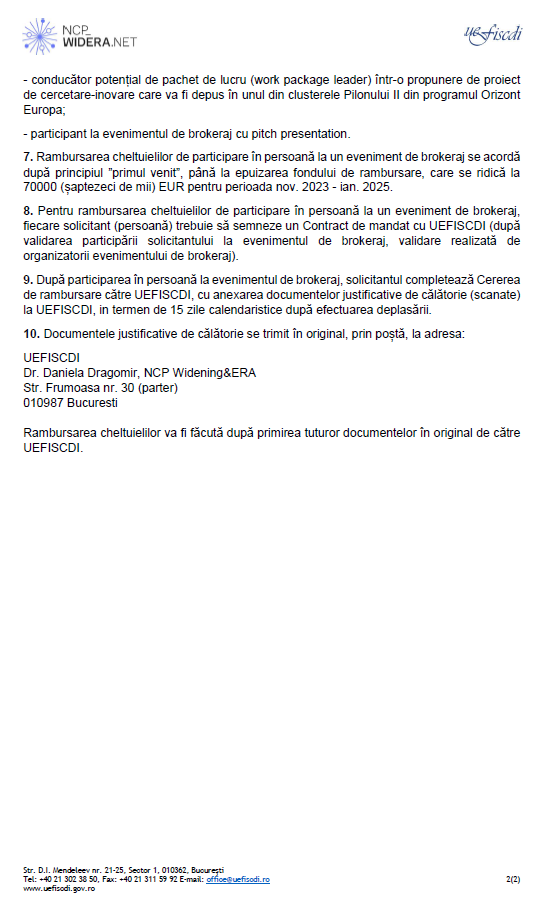 NCP_
WIDERA.NET
uefiscdi
- conducător potențial de pachet de lucru (work package leader) într-o propunere de proiect
de cercetare-inovare care va fi depus în unul din clusterele Pilonului II din programul Orizont
Europa;
- participant la evenimentul de brokeraj cu pitch presentation.
7. Rambursarea cheltuielilor de participare în persoană la un eveniment de brokeraj se acordă
după principiul ”primul venit”, până la epuizarea fondului de rambursare, care se ridică la
70000 (șaptezeci de mii) EUR pentru perioada nov. 2023 - ian. 2025.
8. Pentru rambursarea cheltuielilor de participare în persoană la un eveniment de brokeraj,
fiecare solicitant (persoană) trebuie să semneze un Contract de mandat cu UEFISCDI (după
validarea participării solicitantului la evenimentul de brokeraj, validare realizată de
organizatorii evenimentului de brokeraj).
9. După participarea în persoană la evenimentul de brokeraj, solicitantul completează Cererea
de rambursare către UEFISCDI, cu anexarea documentelor justificative de călătorie (scanate)
la UEFISCDI, in termen de 15 zile calendaristice după efectuarea deplasării.
10. Documentele justificative de călătorie se trimit în original, prin poștă, la adresa:
UEFISCDI
Dr. Daniela Dragomir, NCP Widening&ERA
Str. Frumoasa nr. 30 (parter)
010987 Bucuresti
Rambursarea cheltuielilor va fi făcută după primirea tuturor documentelor în original de către
UEFISCDI.
Str. D.I. Mendeleev nr. 21-25, Sector 1, 010362, București
Tel: +40 21 302 38 50, Fax: +40 21 311 59 92 E-mail: office@uefiscdi.ro
2(2)
www.uefiscdi.gov.ro